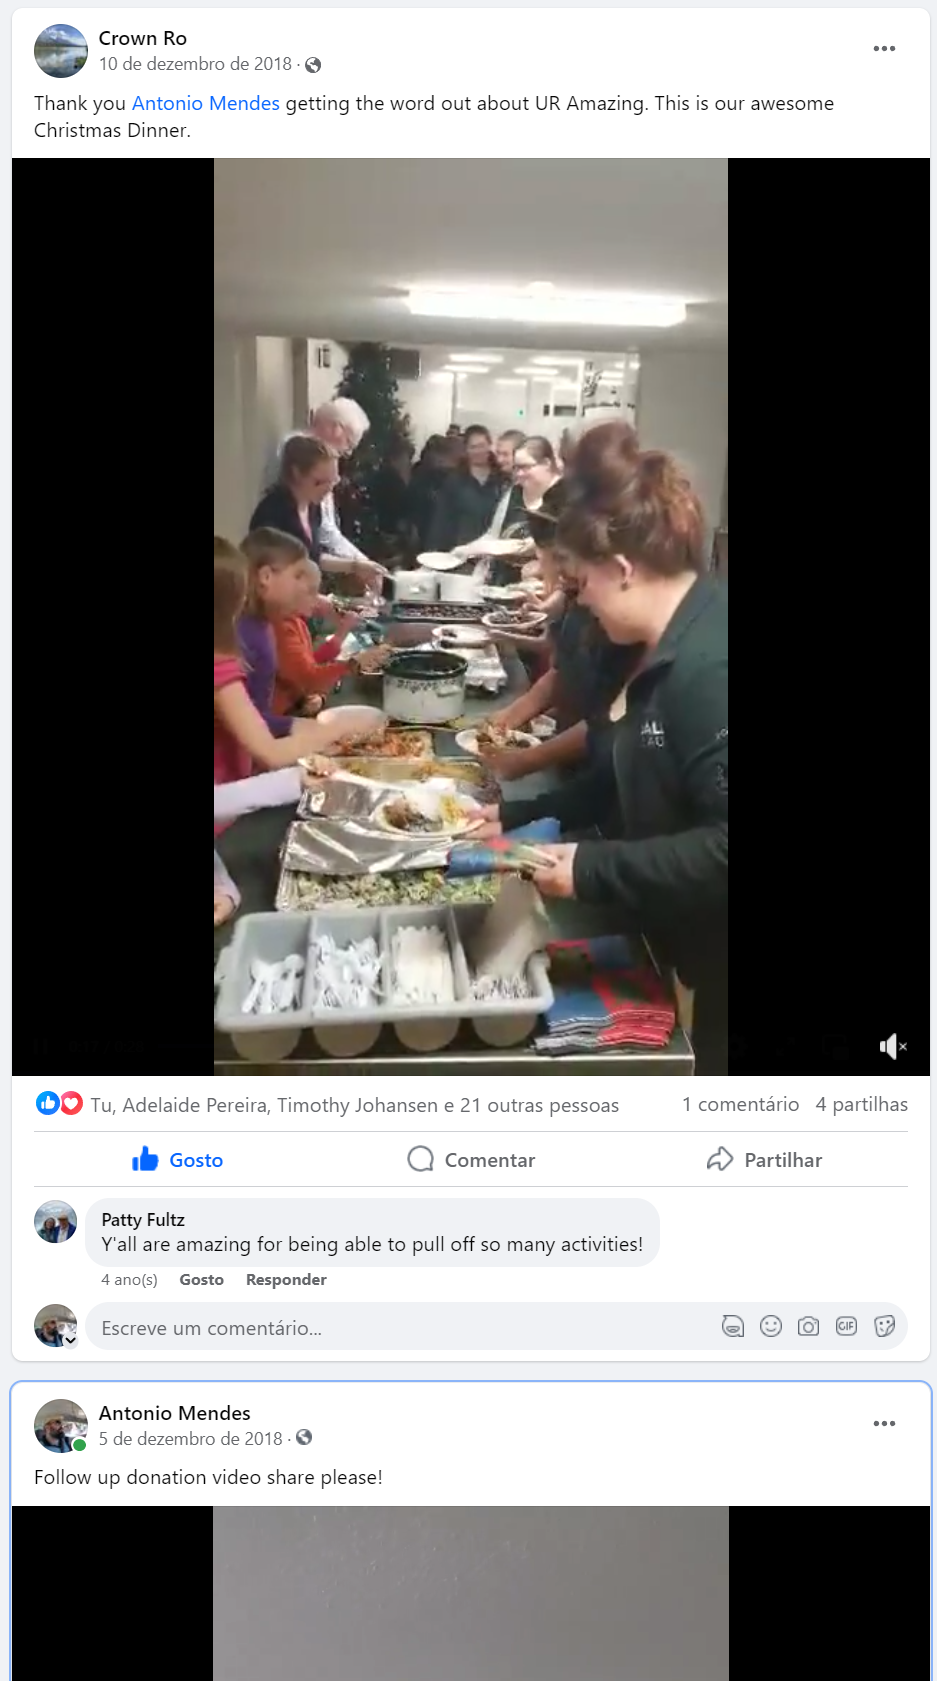 Crown Ro
10 de dezembro de 2018 ·
Thank you Antonio Mendes getting the word out about UR Amazing. This is our awesome
Christmas Dinner.
Tu, Adelaide Pereira, Timothy Johansen e 21 outras pessoas
1 comentário 4 partilhas
Gosto Comentar Partilhar
Patty Fultz
Y'all are amazing for being able to pull off so many activities!
4 ano(s) Gosto Responder
Escreve um comentário...
GIF
Antonio Mendes
5 de dezembro de 2018 ·
Follow up donation video share please!